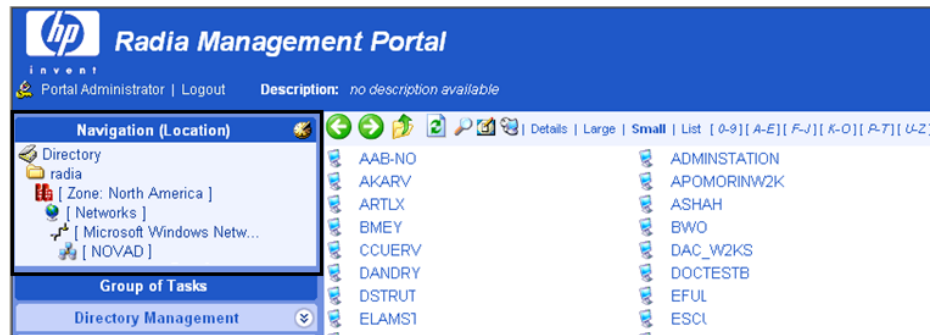 hp
Radia Management Portal
invent
Portal Administrator | Logout Description: no description available
Navigation (Location)
Directory
radia
[ Zone: North America ]
[ Networks ]
[ Microsoft Windows Netw...
[ NOVAD ]
Group of Tasks
Directory Management
| Details | Large | Small | List [ 0-9 ] [ A-E ] [ F-J ] [ K-O ] [ P-T ] [ U-Z ]
AAB-NO ADMINSTATION
AKARV APOMORINW2K
ARTLX ASHAH
BMEY BWO
CCUERV DAC_W2KS
DANDRY DOCTESTB
DSTRUT EFUL